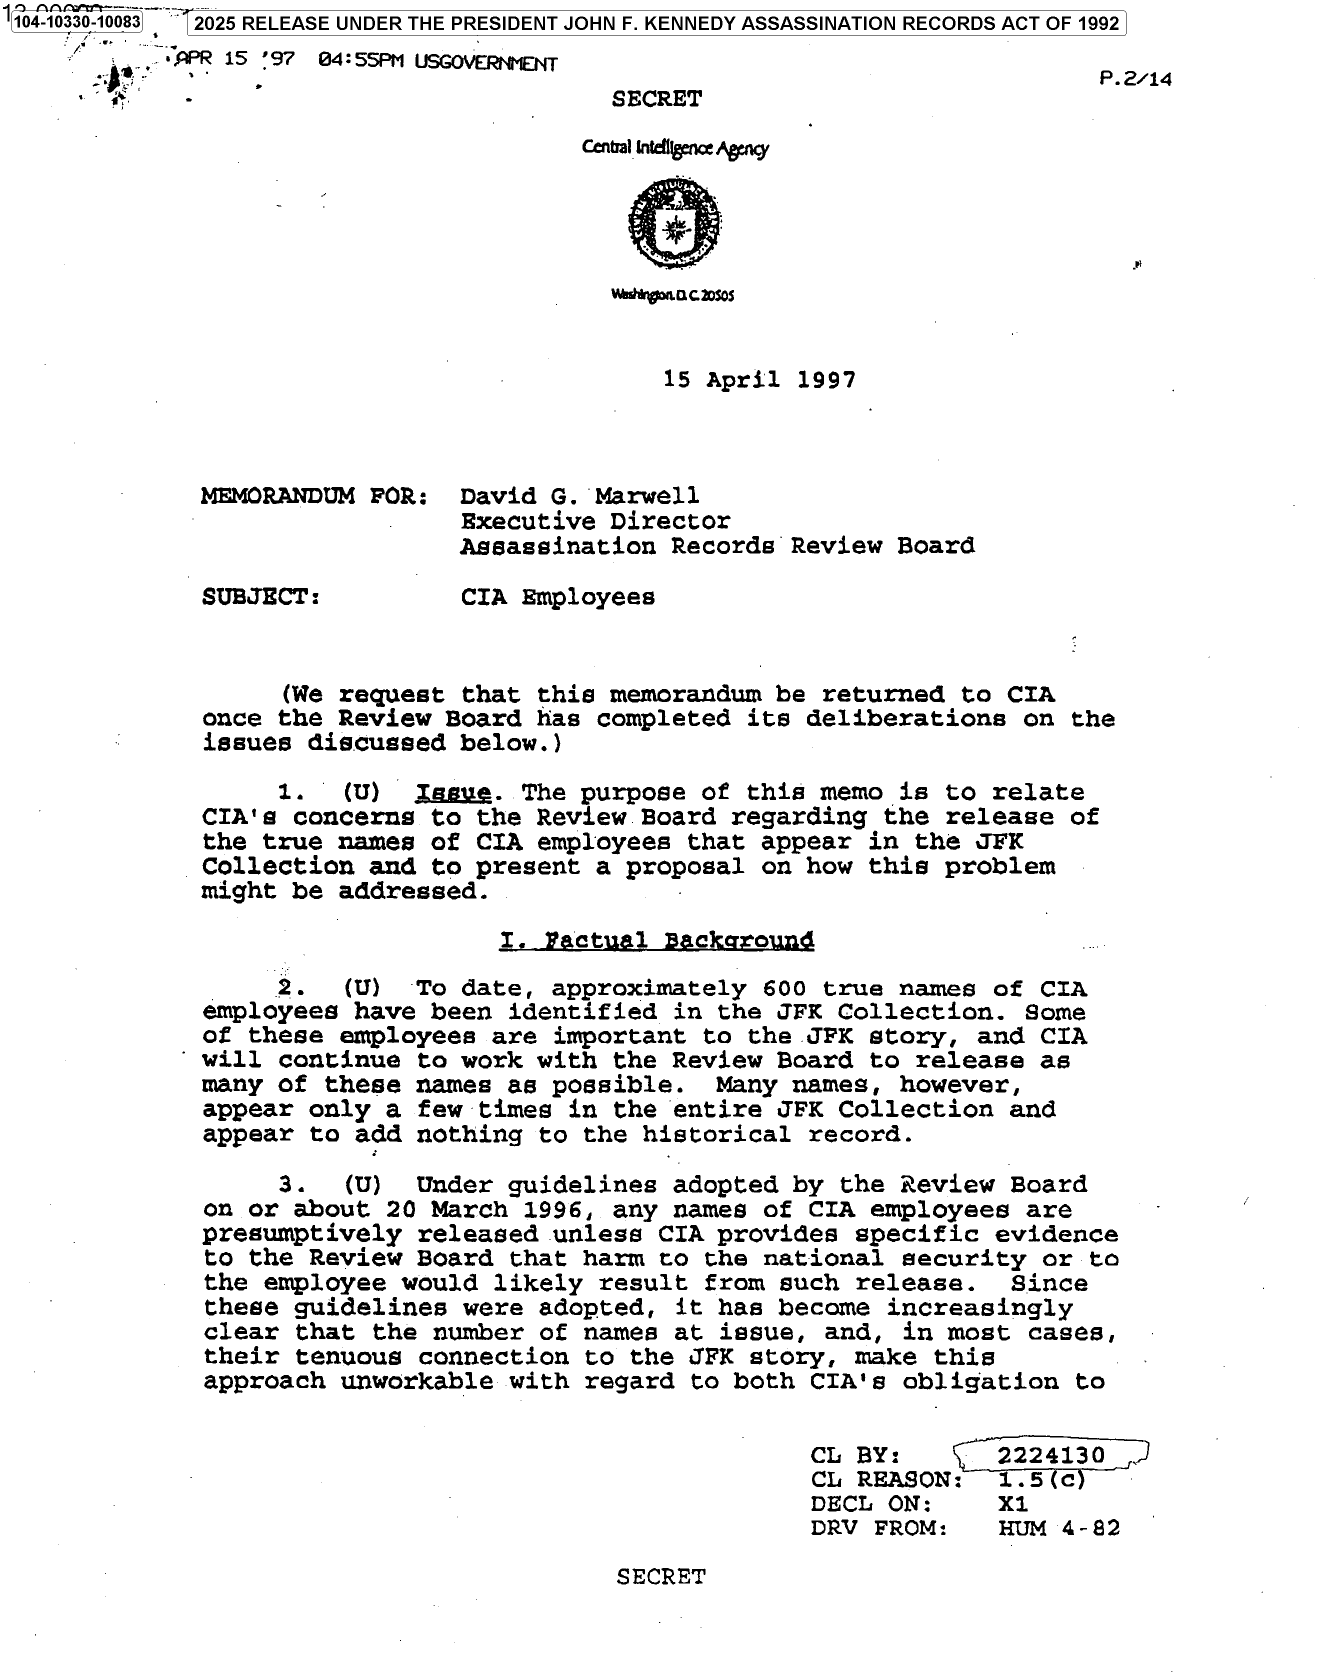 104-10330-10083
2025 RELEASE UNDER THE PRESIDENT JOHN F. KENNEDY ASSASSINATION RECORDS ACT OF 1992
APR 15 '97 04:55PM USGOVERNMENT
P.2/14
SECRET
Central Intelligence Agency
Washington, D.C. 20505
15 April 1997
MEMORANDUM FOR: David G. Marwell
Executive Director
Assassination Records Review Board
SUBJECT: CIA Employees
(We request that this memorandum be returned to CIA
once the Review Board has completed its deliberations on the
issues discussed below.)
1. (U) Issue. The purpose of this memo is to relate
CIA's concerns to the Review Board regarding the release of
the true names of CIA employees that appear in the JFK
Collection and to present a proposal on how this problem
might be addressed.
I. Factual Background
2. (U) To date, approximately 600 true names of CIA
employees have been identified in the JFK Collection. Some
of these employees are important to the JFK story, and CIA
will continue to work with the Review Board to release as
many of these names as possible. Many names, however,
appear only a few times in the entire JFK Collection and
appear to add nothing to the historical record.
3. (U) Under guidelines adopted by the Review Board
on or about 20 March 1996, any names of CIA employees are
presumptively released unless CIA provides specific evidence
to the Review Board that harm to the national security or to
the employee would likely result from such release. Since
these guidelines were adopted, it has become increasingly
clear that the number of names at issue, and, in most cases,
their tenuous connection to the JFK story, make this
approach unworkable with regard to both CIA's obligation to
CL BY: 2224130
CL REASON: 1.5(c)
DECL ON: X1
DRV FROM: HUM 4-82
SECRET